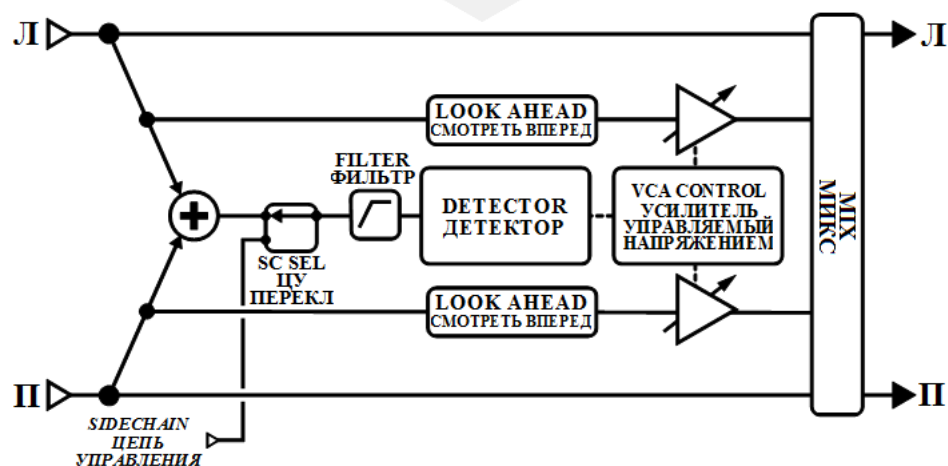 Л
Л
LOOK AHEAD
СМОТРЕТЬ ВПЕРЕД
FILTER
ФИЛЬТР
DETECTOR
ДЕТЕКТОР
VCA CONTROL
УСИЛИТЕЛЬ
УПРАВЛЯЕМЫЙ
НАПРЯЖЕНИЕМ
MIX
МИКС
SC SEL
ЦУ
ПЕРЕКЛ
LOOK AHEAD
СМОТРЕТЬ ВПЕРЕД
П
П
SIDECHAIN
ЦЕПЬ
УПРАВЛЕНИЯ